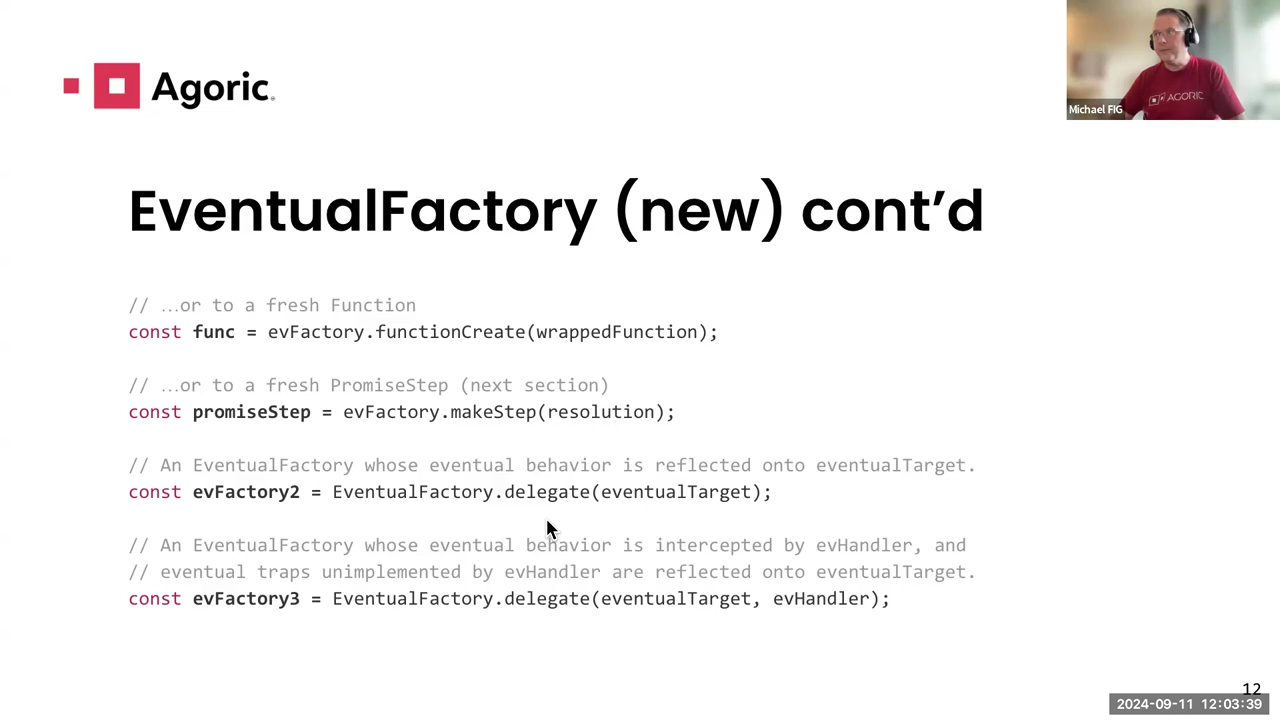 Agoric
AGORIC
Michael FIG
EventualFactory (new) cont’d
// …or to a fresh Function
const func = evFactory.functionCreate(wrappedFunction);
// …or to a fresh PromiseStep (next section)
const promiseStep = evFactory.makeStep(resolution);
// An EventualFactory whose eventual behavior is reflected onto eventualTarget.
const evFactory2 = EventualFactory.delegate(eventualTarget);
// An EventualFactory whose eventual behavior is intercepted by evHandler, and
// eventual traps unimplemented by evHandler are reflected onto eventualTarget.
const evFactory3 = EventualFactory.delegate(eventualTarget, evHandler);
12
2024-09-11 12:03:39